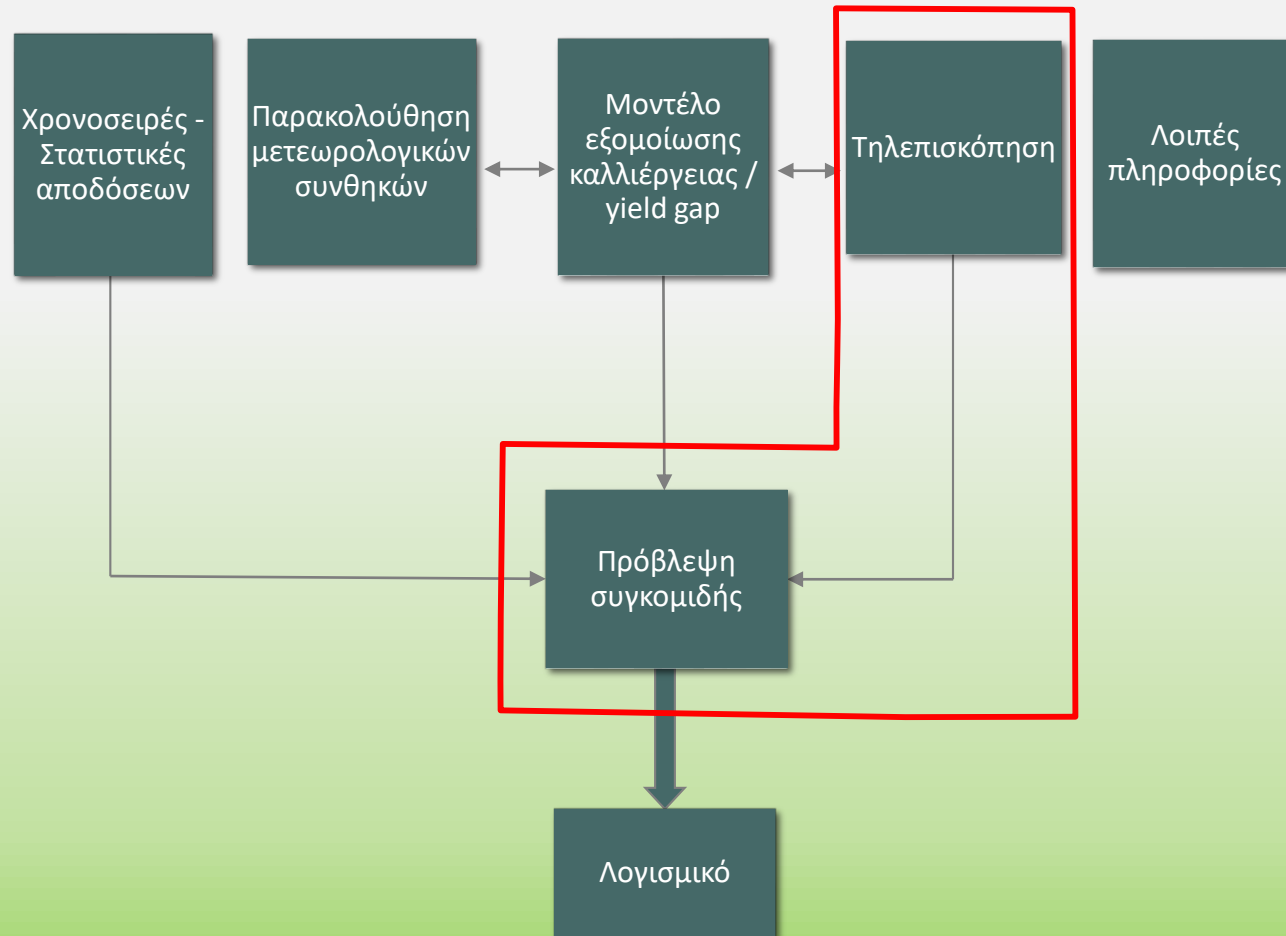 Χρονοσειρές -
Στατιστικές
αποδόσεων
Παρακολούθηση
μετεωρολογικών
συνθηκών
Μοντέλο
εξομοίωσης
καλλιέργειας /
yield gap
Τηλεπισκόπηση
Λοιπές
πληροφορίες
Πρόβλεψη
συγκομιδής
Λογισμικό